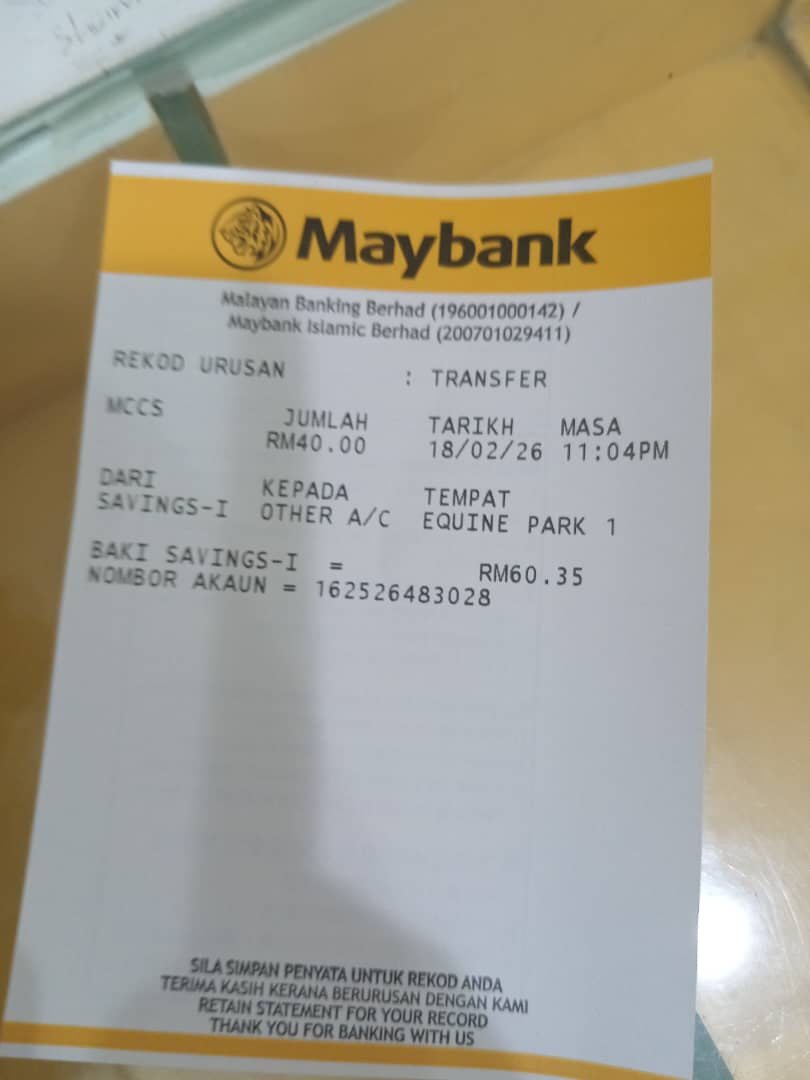 Maybank
Malayan Banking Berhad (196001000142) /
Maybank Islamic Berhad (200701029411)
REKOD URUSAN : TRANSFER
MCCS JUMLAH TARIKH MASA
RM40.00 18/02/26 11:04PM
DARI KEPADA TEMPAT
SAVINGS-I OTHER A/C EQUINE PARK 1
BAKI SAVINGS-I = RM60.35
NOMBOR AKAUN = 162526483028
SILA SIMPAN PENYATA UNTUK REKOD ANDA
TERIMA KASIH KERANA BERURUSAN DENGAN KAMI
RETAIN STATEMENT FOR YOUR RECORD
THANK YOU FOR BANKING WITH US